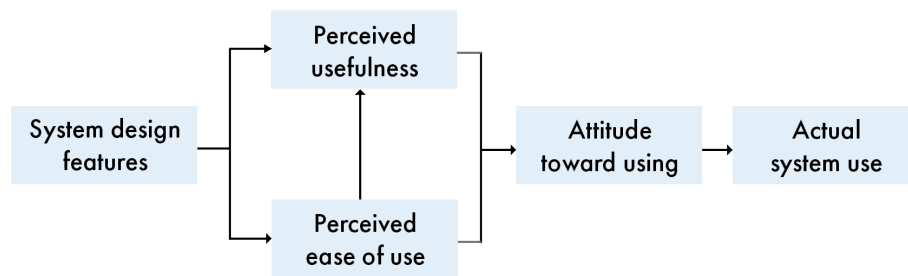 Perceived
usefulness
System design
features
Attitude
toward using
Actual
system use
Perceived
ease of use